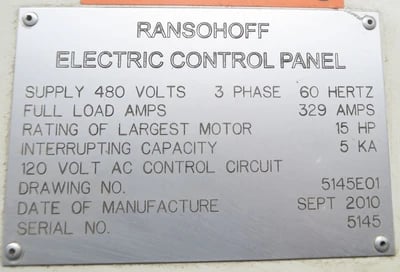 RANSOHOFF
ELECTRIC CONTROL PANEL
SUPPLY 480 VOLTS 3 PHASE 60 HERTZ
FULL LOAD AMPS 329 AMPS
RATING OF LARGEST MOTOR 15 HP
INTERRUPTING CAPACITY 5 KA
120 VOLT AC CONTROL CIRCUIT
DRAWING NO. 5145E01
DATE OF MANUFACTURE SEPT 2010
SERIAL NO. 5145